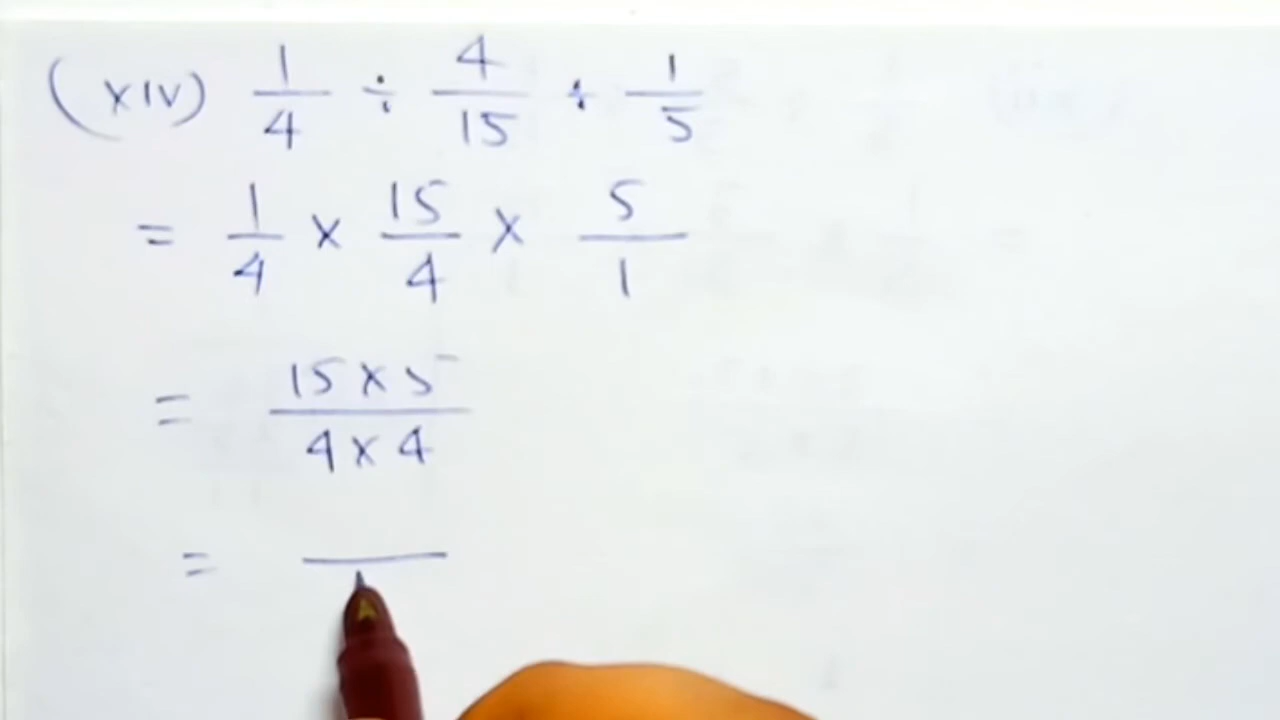 (XIV) 1/4 ÷ 4/15 ÷ 1/5
= 1/4 × 15/4 × 5/1
= 15×5/4×4
=